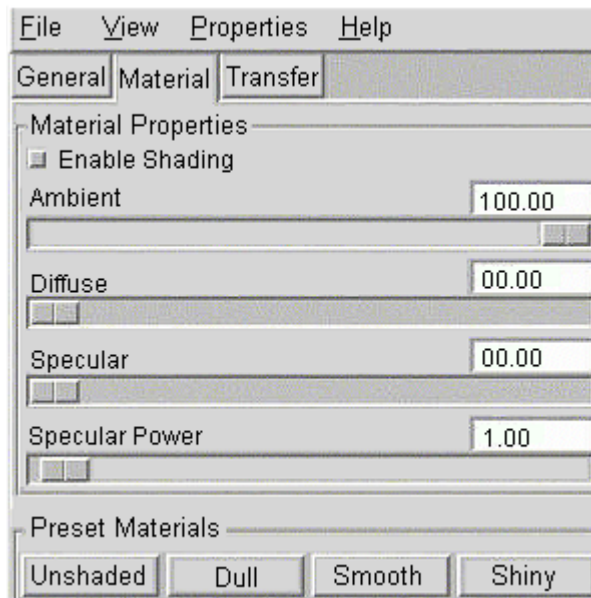 File View Properties Help
General Material Transfer
Material Properties
Enable Shading
Ambient 100.00
Diffuse 00.00
Specular 00.00
Specular Power 1.00
Preset Materials
Unshaded Dull Smooth Shiny